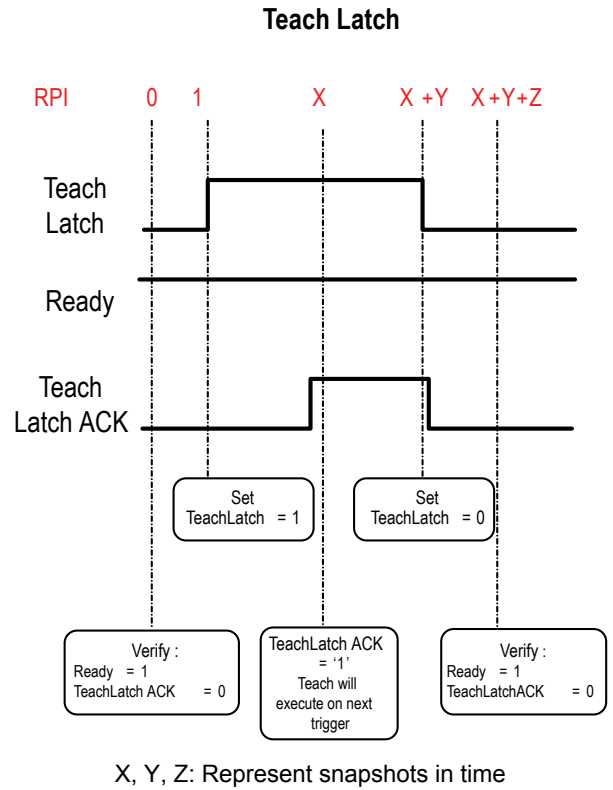 Teach Latch
RPI 0 1 X X +Y X+Y+Z
Teach
Latch
Ready
Teach
Latch ACK
Set
TeachLatch = 1
Set
TeachLatch = 0
Verify :
Ready = 1
TeachLatch ACK = 0
TeachLatch ACK
= ‘1’
Teach will
execute on next
trigger
Verify :
Ready = 1
TeachLatchACK = 0
X, Y, Z: Represent snapshots in time